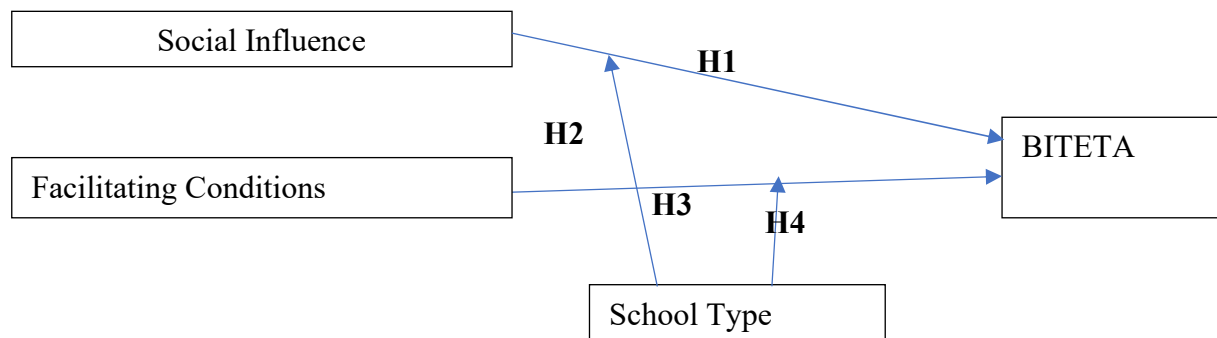 Social Influence
H1
H2
BITETA
Facilitating Conditions
H3
H4
School Type